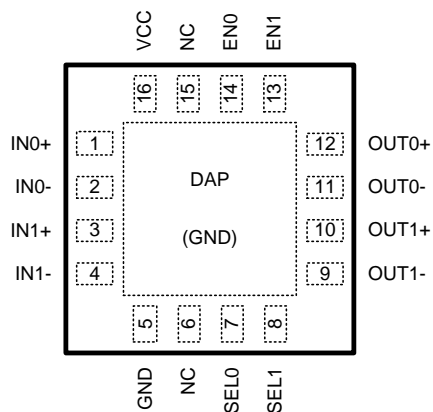 VCC NC EN0 EN1
16 15 14 13
IN0+ 1 12 OUT0+
IN0- 2 DAP 11 OUT0-
IN1+ 3 (GND) 10 OUT1+
IN1- 4 9 OUT1-
5 6 7 8
GND NC SEL0 SEL1